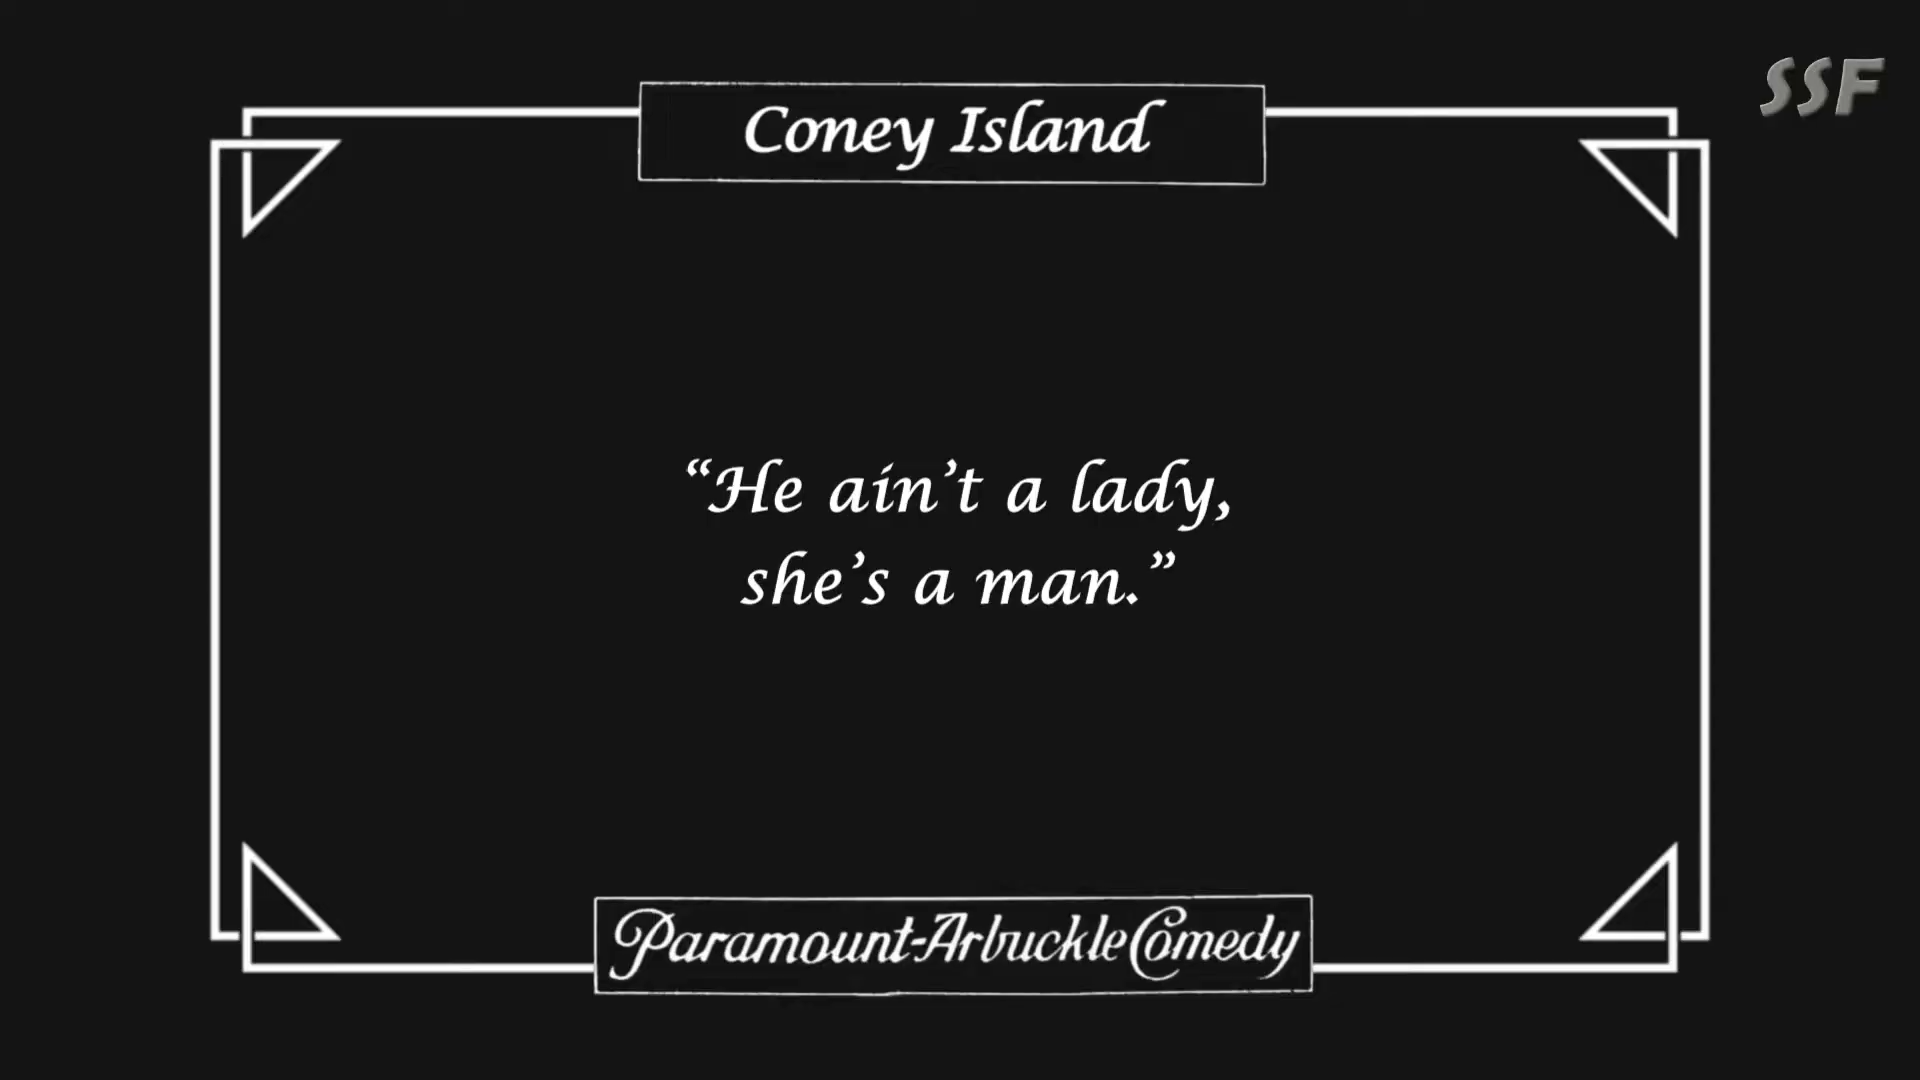 SSF
Coney Island
“He ain’t a lady,
she’s a man.”
Paramount-Arbuckle Comedy